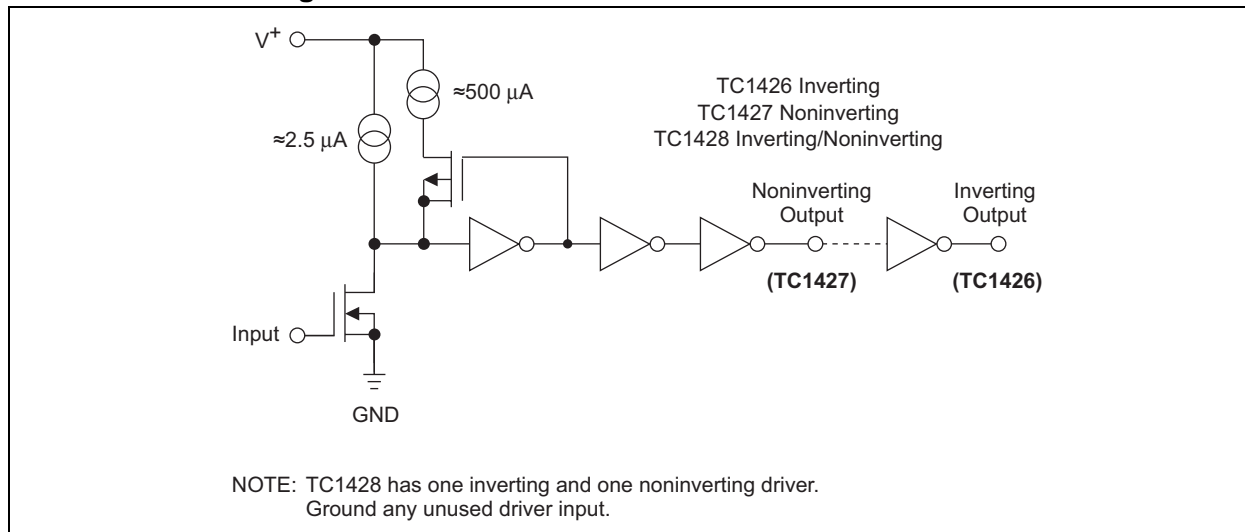 V+
≈500 μA
≈2.5 μA
TC1426 Inverting
TC1427 Noninverting
TC1428 Inverting/Noninverting
Noninverting
Output
Inverting
Output
(TC1427)
(TC1426)
Input
GND
NOTE: TC1428 has one inverting and one noninverting driver.
Ground any unused driver input.